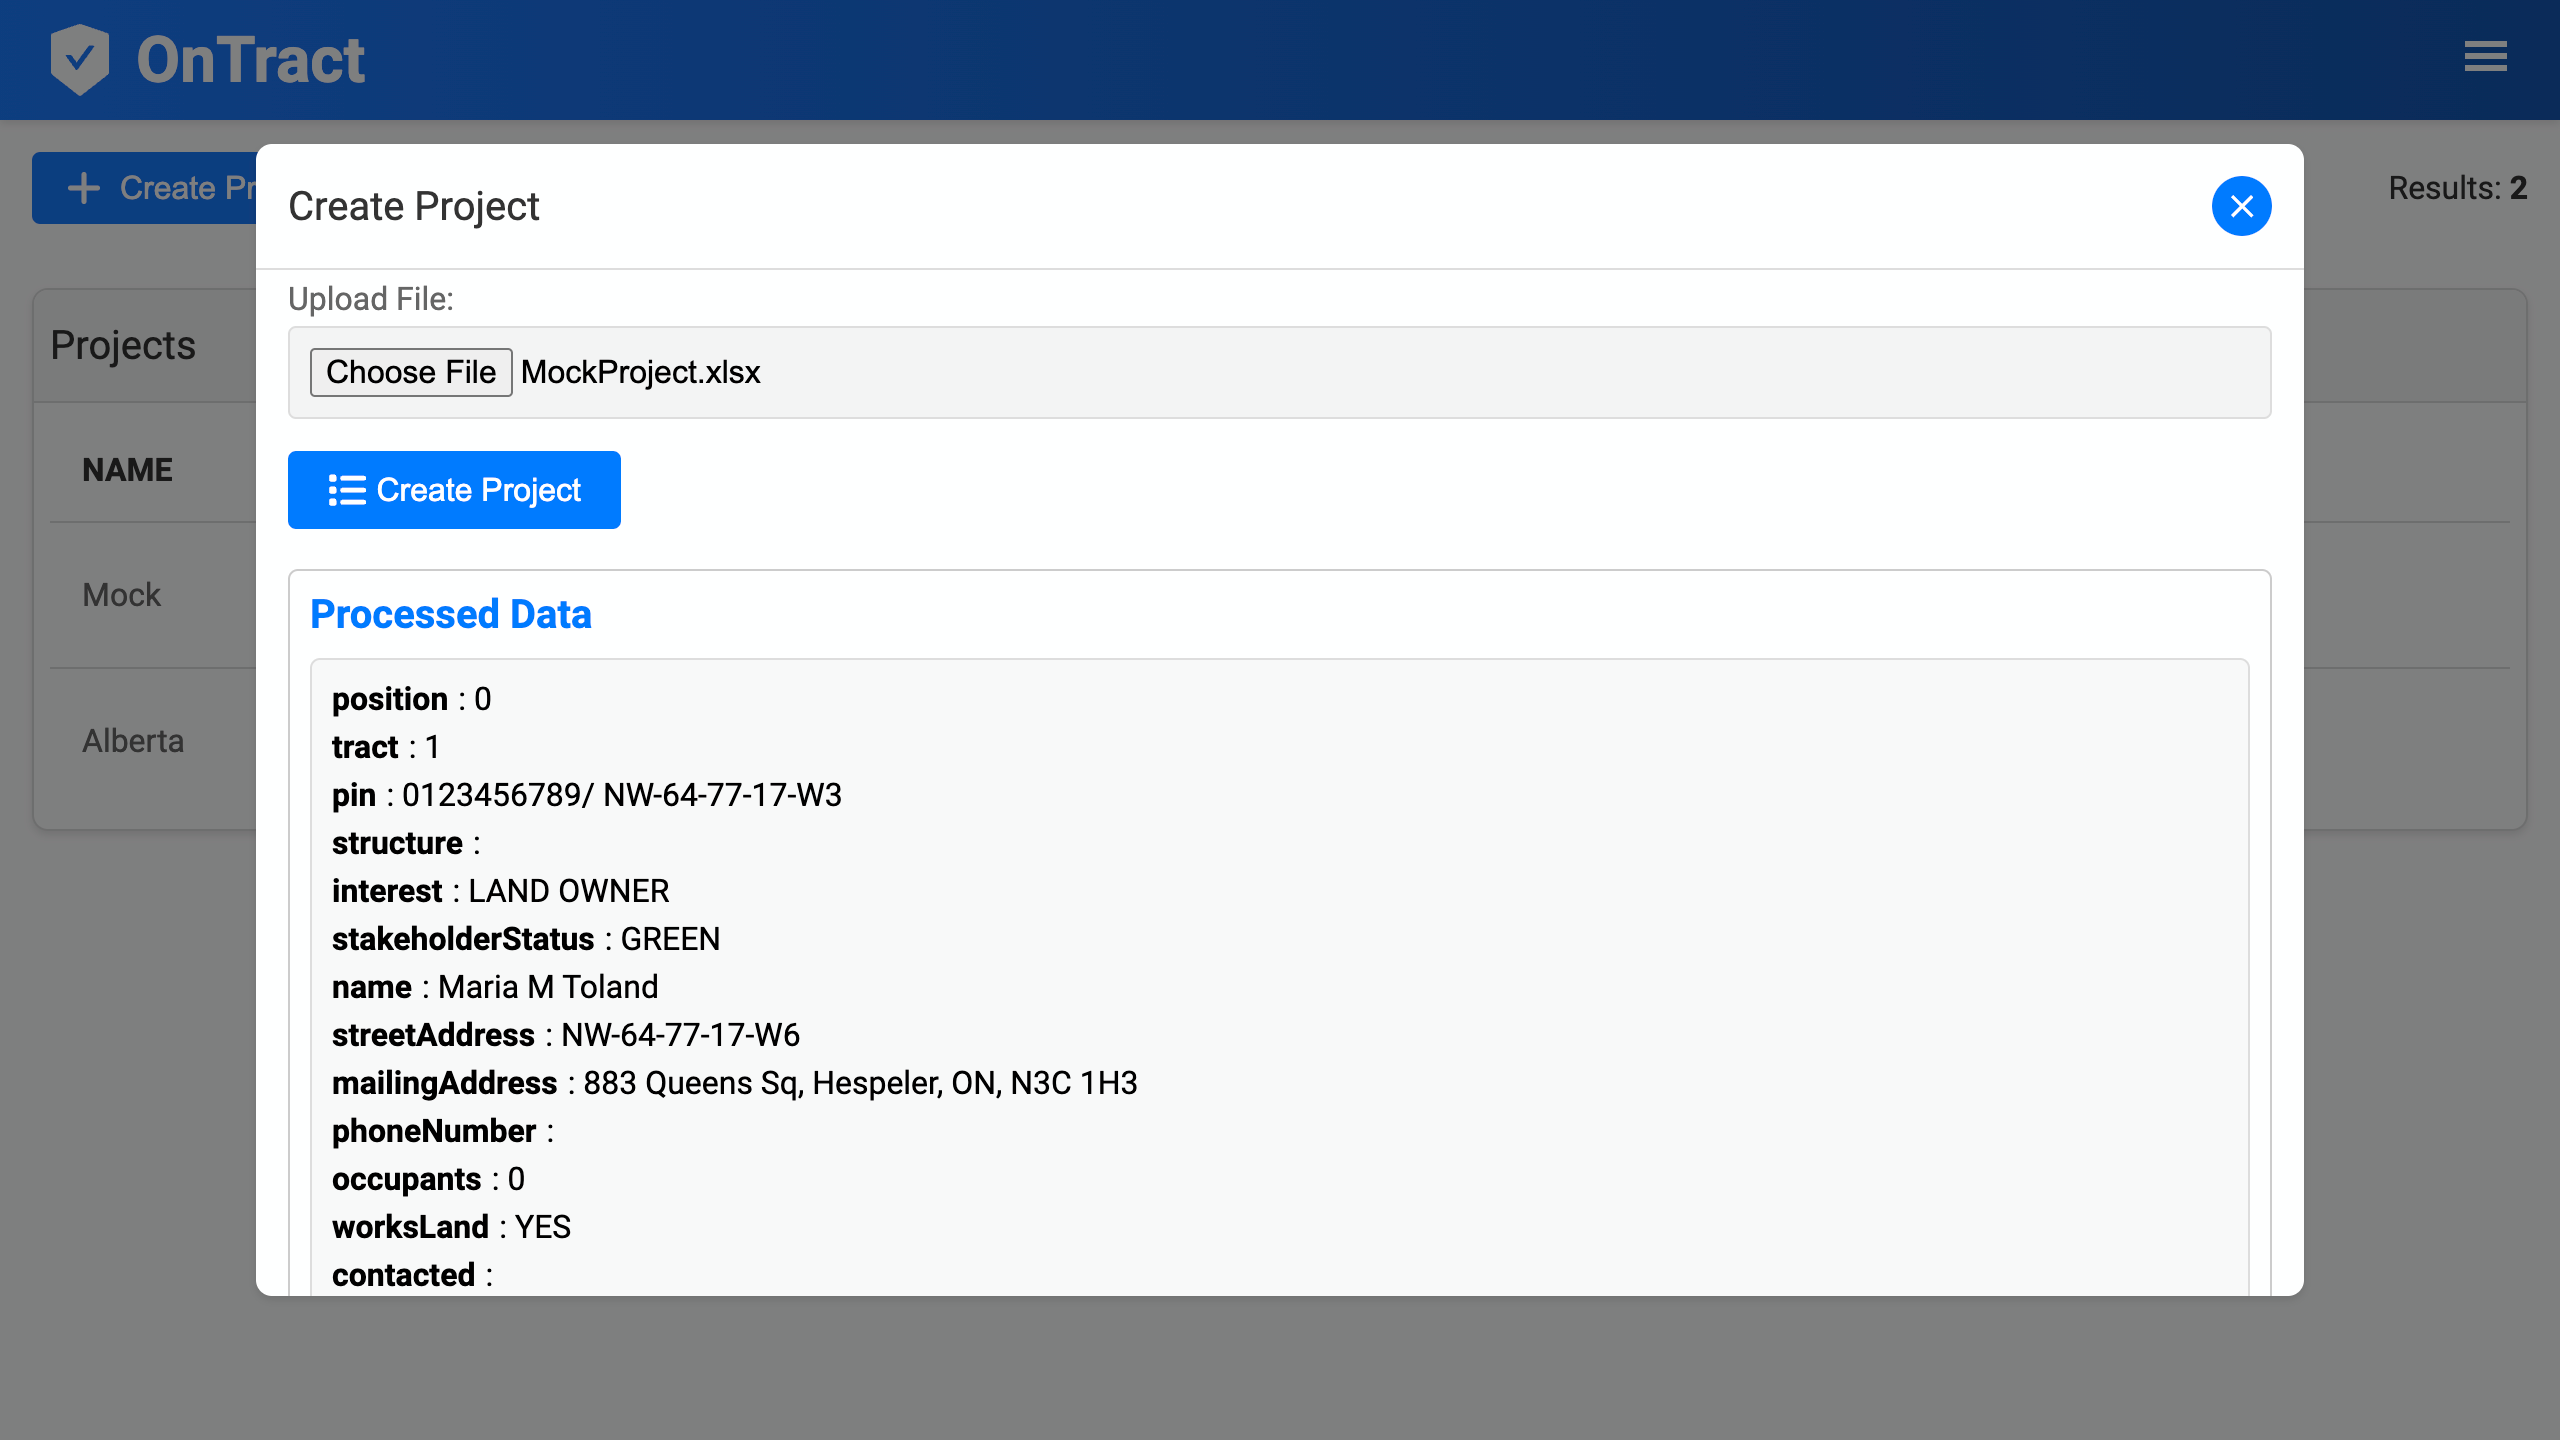 OnTract
Create Pr
Results: 2
Create Project
Upload File:
Choose File MockProject.xlsx
Create Project
Projects
NAME
Mock
Alberta
Processed Data
position : 0
tract : 1
pin : 0123456789/ NW-64-77-17-W3
structure :
interest : LAND OWNER
stakeholderStatus : GREEN
name : Maria M Toland
streetAddress : NW-64-77-17-W6
mailingAddress : 883 Queens Sq, Hespeler, ON, N3C 1H3
phoneNumber :
occupants : 0
worksLand : YES
contacted :